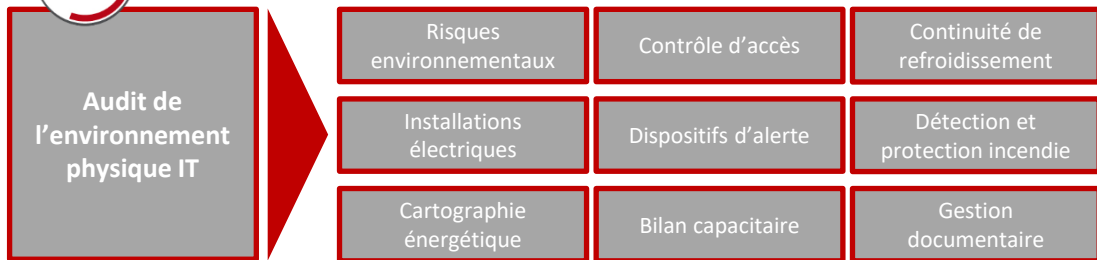 Audit de
l’environnement
physique IT
Risques
environnementaux
Contrôle d’accès
Continuité de
refroidissement
Installations
électriques
Dispositifs d’alerte
Détection et
protection incendie
Cartographie
énergétique
Bilan capacitaire
Gestion
documentaire